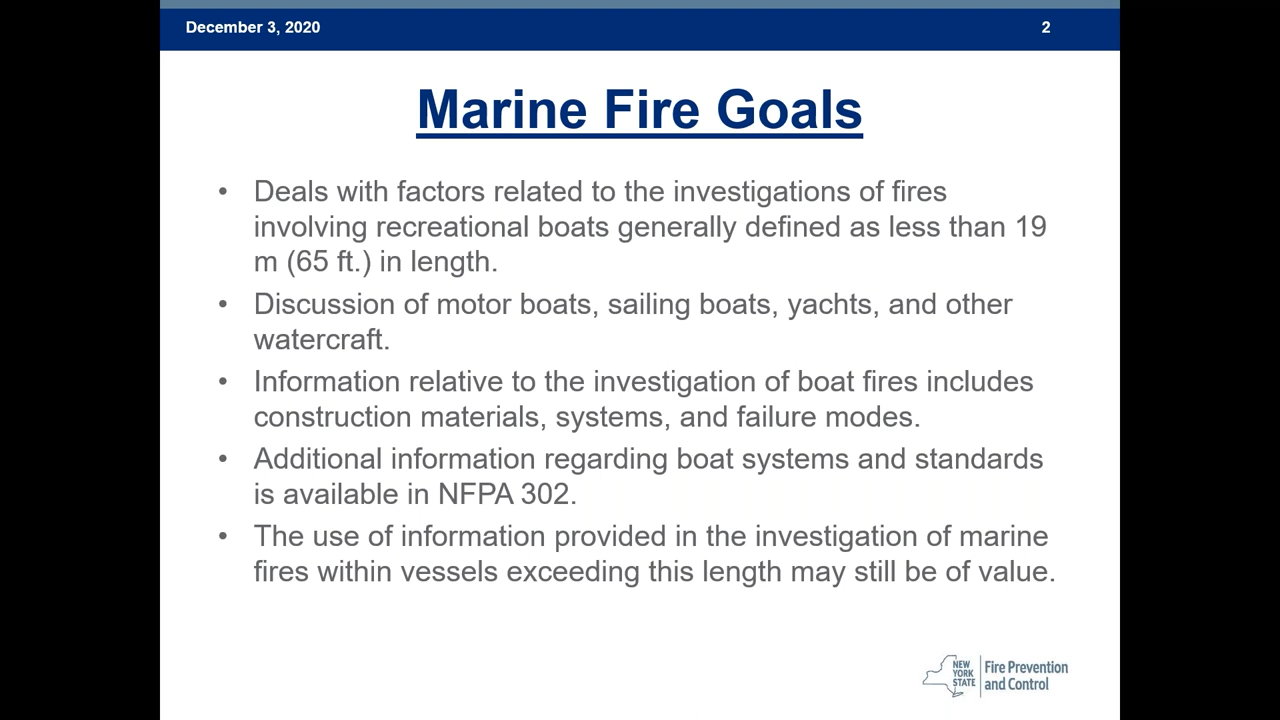 December 3, 2020
2
Marine Fire Goals
• Deals with factors related to the investigations of fires
involving recreational boats generally defined as less than 19
m (65 ft.) in length.
• Discussion of motor boats, sailing boats, yachts, and other
watercraft.
• Information relative to the investigation of boat fires includes
construction materials, systems, and failure modes.
• Additional information regarding boat systems and standards
is available in NFPA 302.
• The use of information provided in the investigation of marine
fires within vessels exceeding this length may still be of value.
NEW
YORK
STATE
Fire Prevention
and Control